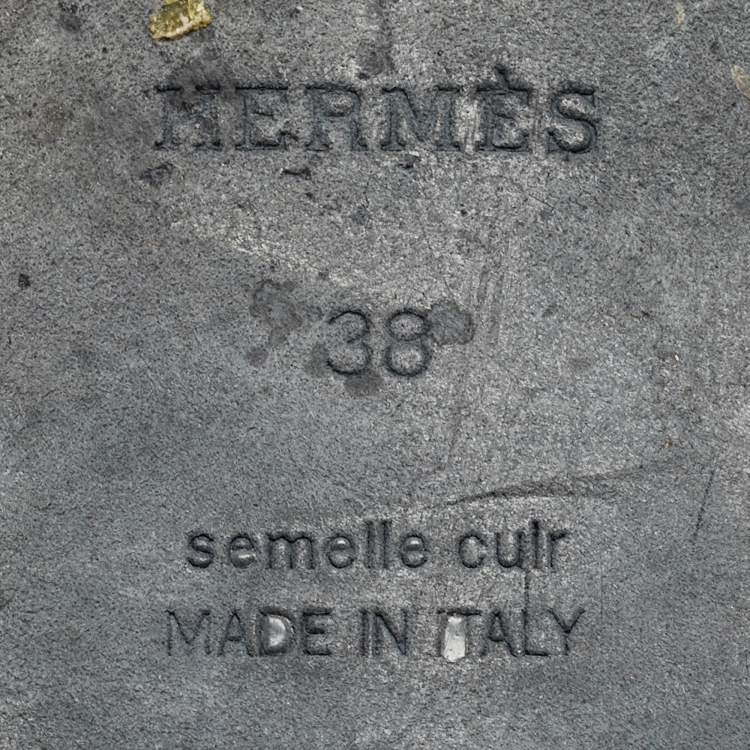 HERMÈS
38
semelle cuir
MADE IN ITALY